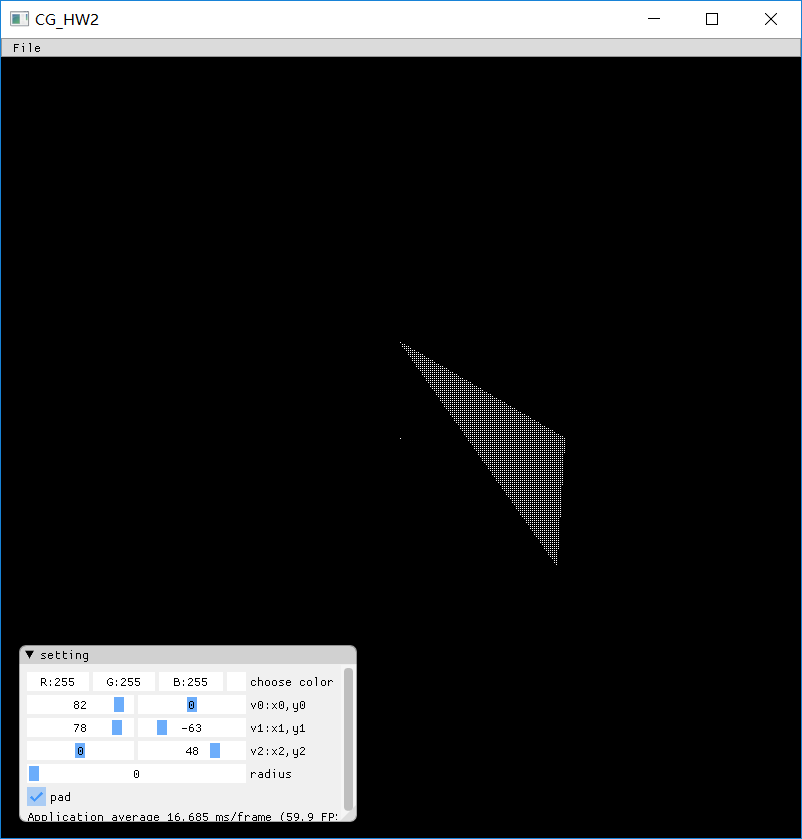 CG_HW2
File
setting
R:255 G:255 B:255 choose color
82 0 v0:x0,y0
78 -63 v1:x1,y1
0 48 v2:x2,y2
0 radius
pad
Application average 16.685 ms/frame (59.9 FP